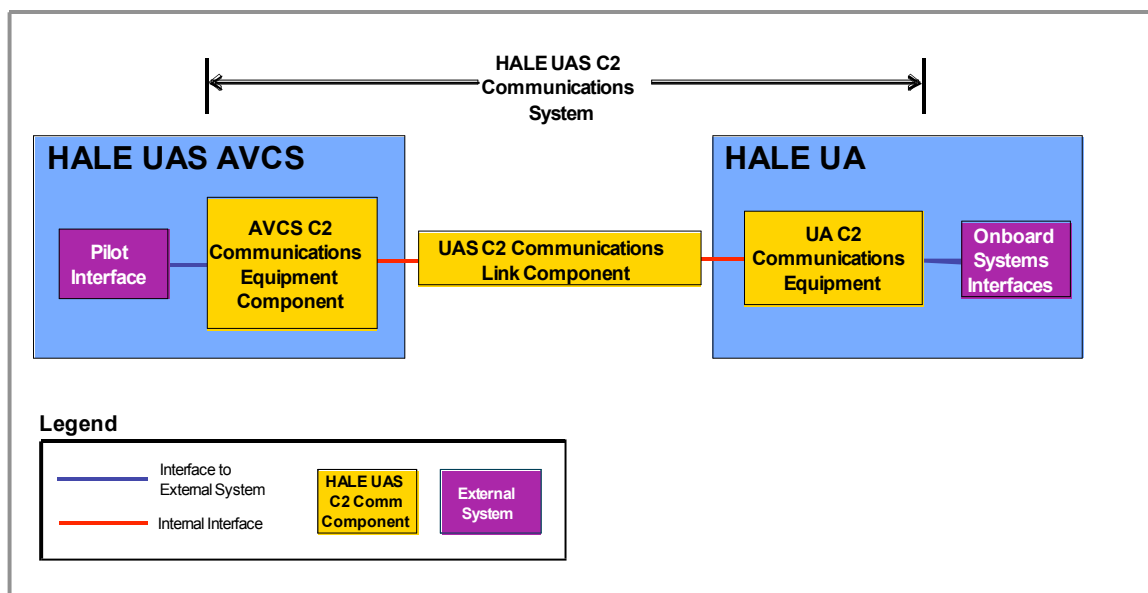 HALE UAS C2
Communications
System
HALE UAS AVCS
HALE UA
Pilot
Interface
AVCS C2
Communications
Equipment
Component
UAS C2 Communications
Link Component
UA C2
Communications
Equipment
Onboard
Systems
Interfaces
Legend
Interface to
External System
Internal Interface
HALE UAS
C2 Comm
Component
External
System